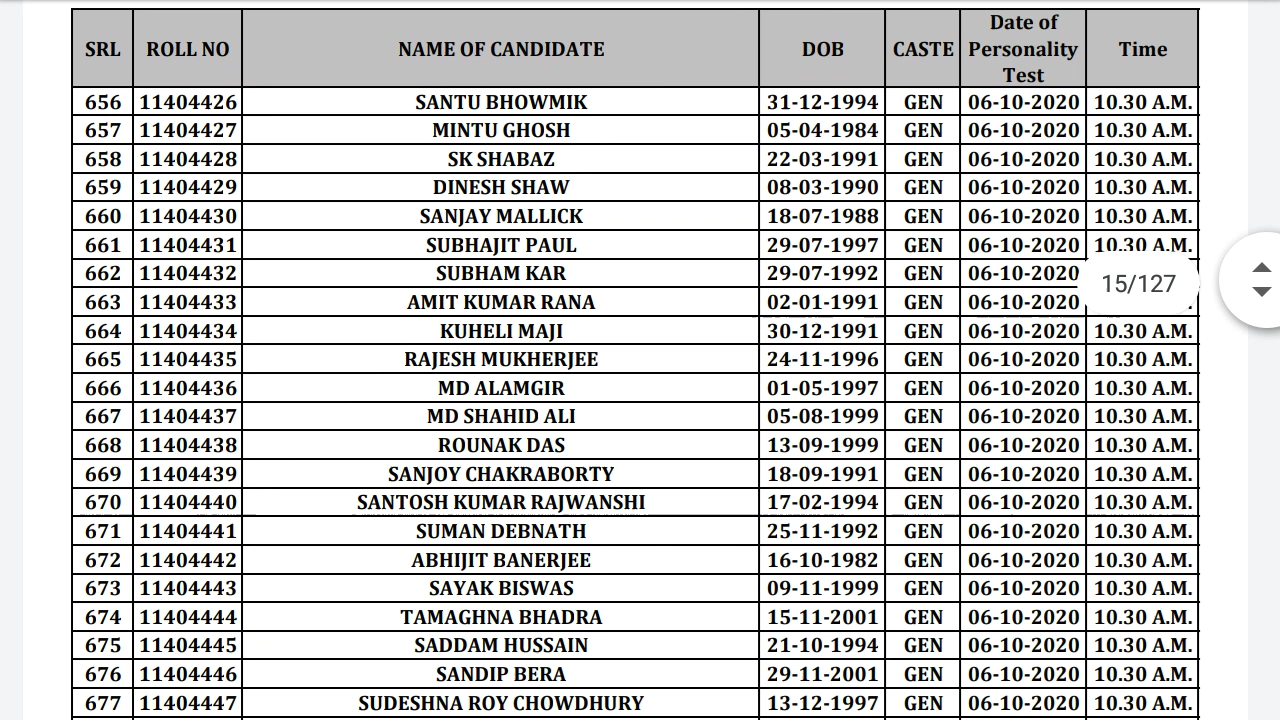 SRL ROLL NO NAME OF CANDIDATE DOB CASTE Date of Personality Test Time
656 11404426 SANTU BHOWMIK 31-12-1994 GEN 06-10-2020 10.30 A.M.
657 11404427 MINTU GHOSH 05-04-1984 GEN 06-10-2020 10.30 A.M.
658 11404428 SK SHABAZ 22-03-1991 GEN 06-10-2020 10.30 A.M.
659 11404429 DINESH SHAW 08-03-1990 GEN 06-10-2020 10.30 A.M.
660 11404430 SANJAY MALLICK 18-07-1988 GEN 06-10-2020 10.30 A.M.
661 11404431 SUBHAJIT PAUL 29-07-1997 GEN 06-10-2020 10.30 A.M.
662 11404432 SUBHAM KAR 29-07-1992 GEN 06-10-2020
15/127
663 11404433 AMIT KUMAR RANA 02-01-1991 GEN 06-10-2020
664 11404434 KUHELI MAJI 30-12-1991 GEN 06-10-2020 10.30 A.M.
665 11404435 RAJESH MUKHERJEE 24-11-1996 GEN 06-10-2020 10.30 A.M.
666 11404436 MD ALAMGIR 01-05-1997 GEN 06-10-2020 10.30 A.M.
667 11404437 MD SHAHID ALI 05-08-1999 GEN 06-10-2020 10.30 A.M.
668 11404438 ROUNAK DAS 13-09-1999 GEN 06-10-2020 10.30 A.M.
669 11404439 SANJOY CHAKRABORTY 18-09-1991 GEN 06-10-2020 10.30 A.M.
670 11404440 SANTOSH KUMAR RAJWANSHI 17-02-1994 GEN 06-10-2020 10.30 A.M.
671 11404441 SUMAN DEBNATH 25-11-1992 GEN 06-10-2020 10.30 A.M.
672 11404442 ABHIJIT BANERJEE 16-10-1982 GEN 06-10-2020 10.30 A.M.
673 11404443 SAYAK BISWAS 09-11-1999 GEN 06-10-2020 10.30 A.M.
674 11404444 TAMAGHNA BHADRA 15-11-2001 GEN 06-10-2020 10.30 A.M.
675 11404445 SADDAM HUSSAIN 21-10-1994 GEN 06-10-2020 10.30 A.M.
676 11404446 SANDIP BERA 29-11-2001 GEN 06-10-2020 10.30 A.M.
677 11404447 SUDESHNA ROY CHOWDHURY 13-12-1997 GEN 06-10-2020 10.30 A.M.